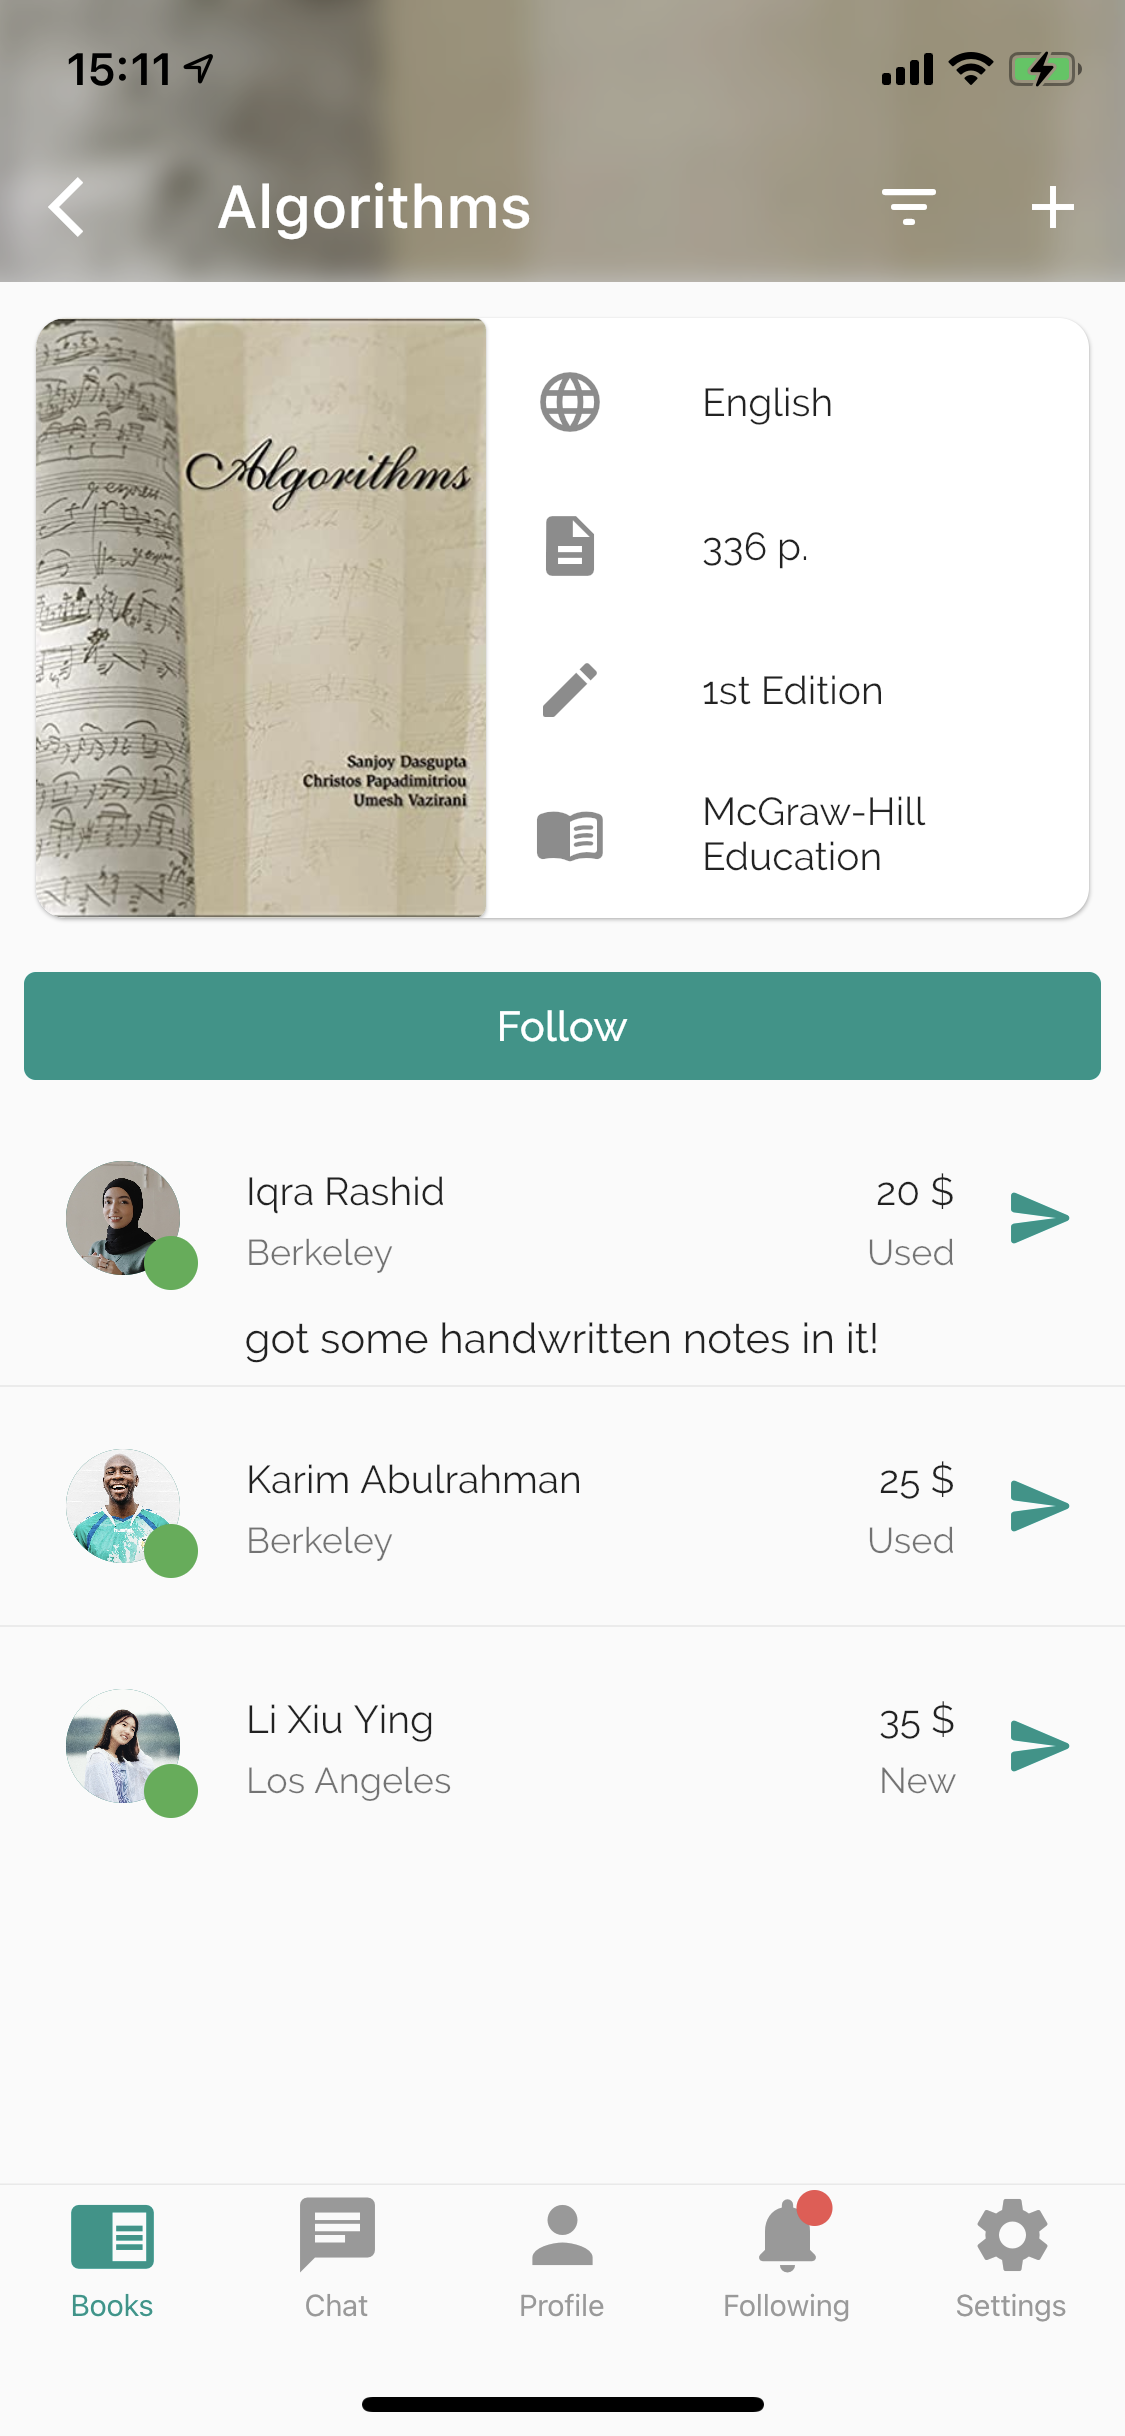 15:11
Algorithms
Algorithms
Sanjoy Dasgupta
Christos Papadimitriou
Umesh Vazirani
English
336 p.
1st Edition
McGraw-Hill
Education
Follow
Iqra Rashid
20 $
Berkeley
Used
got some handwritten notes in it!
Karim Abulrahman
25 $
Berkeley
Used
Li Xiu Ying
35 $
Los Angeles
New
Books
Chat
Profile
Following
Settings